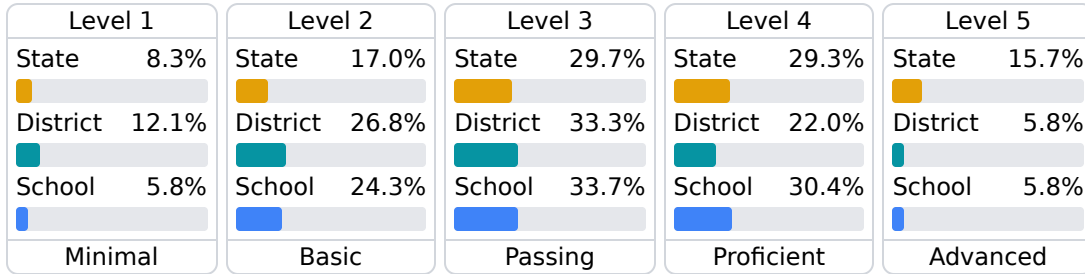 Level 1
State 8.3%
District 12.1%
School 5.8%
Minimal
Level 2
State 17.0%
District 26.8%
School 24.3%
Basic
Level 3
State 29.7%
District 33.3%
School 33.7%
Passing
Level 4
State 29.3%
District 22.0%
School 30.4%
Proficient
Level 5
State 15.7%
District 5.8%
School 5.8%
Advanced